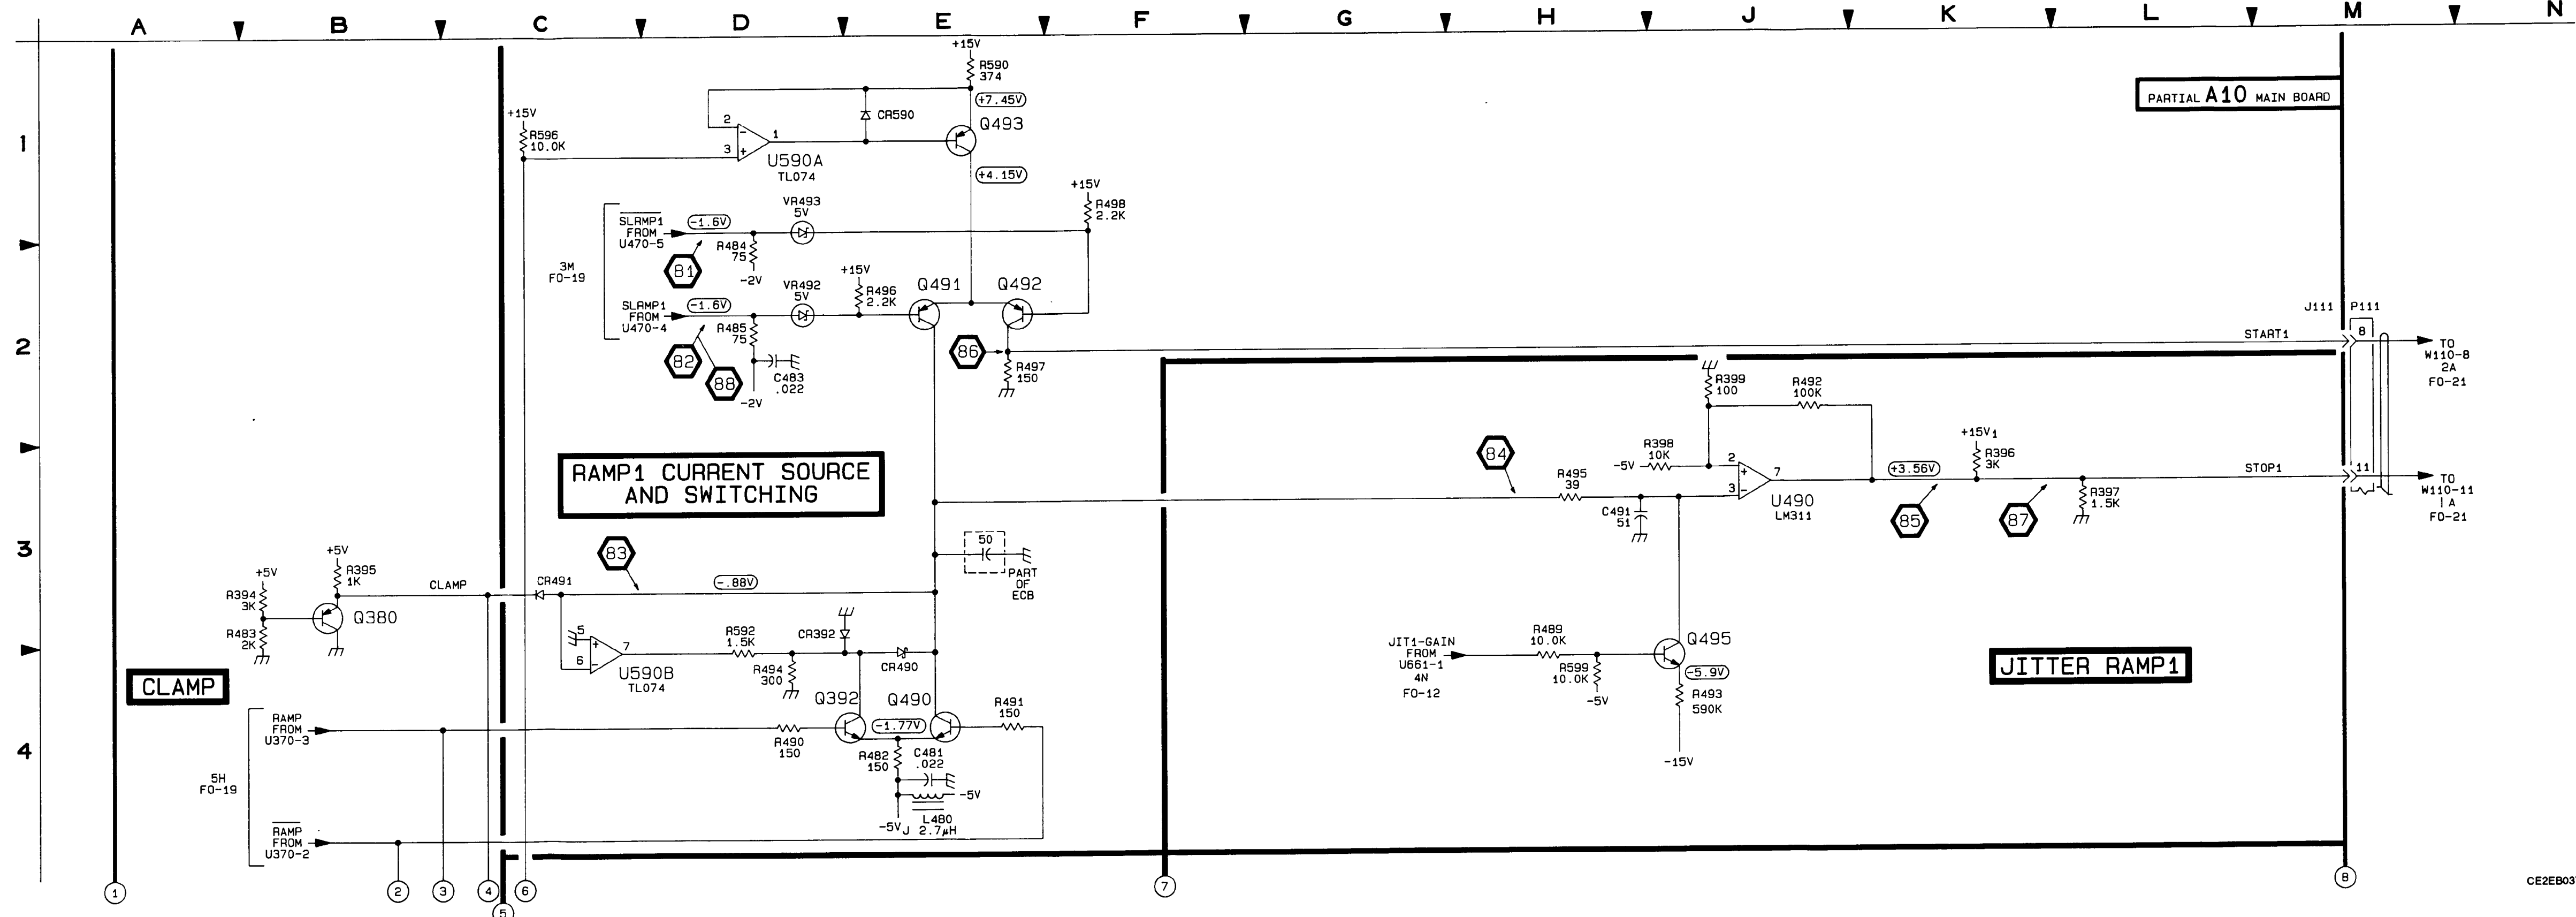 A B C D E F G H J K L M N
1
2
3
4
PARTIAL A10 MAIN BOARD
+15V
R590
374
+7.45V
CR590
Q493
+15V
R596
10.0K
2
3
1
U590A
TL074
+4.15V
+15V
R498
2.2K
SLRMP1
FROM
U470-5
-1.6V
VR493
5V
R484
75
-2V
81
3M
FO-19
SLRMP1
FROM
U470-4
-1.6V
VR492
5V
+15V
R496
2.2K
Q491
Q492
R485
75
82
88
C483
.022
-2V
86
R497
150
J111
P111
START1
8
TO
W110-8
2A
FO-21
R399
100
R492
100K
RAMP1 CURRENT SOURCE
AND SWITCHING
84
R495
39
-5V
R398
10K
2
3
7
U490
LM311
C491
51
+3.56V
+15V1
R396
3K
85
87
R397
1.5K
STOP1
11
TO
W110-11
1A
FO-21
50
PART
OF
ECB
83
-.88V
+5V
R395
1K
+5V
R394
3K
R483
2K
Q380
CLAMP
CR491
5
6
7
U590B
TL074
R592
1.5K
CR392
R494
300
CR490
CLAMP
JIT1-GAIN
FROM
U661-1
4N
FO-12
R489
10.0K
R599
10.0K
-5V
Q495
-5.9V
R493
590K
-15V
JITTER RAMP1
RAMP
FROM
U370-3
R490
150
Q392
-1.77V
Q490
R491
150
R482
150
C481
.022
-5V
-5VJ
L480
2.7µH
5H
FO-19
RAMP
FROM
U370-2
1
2
3
4
5
6
7
8
CE2EB03